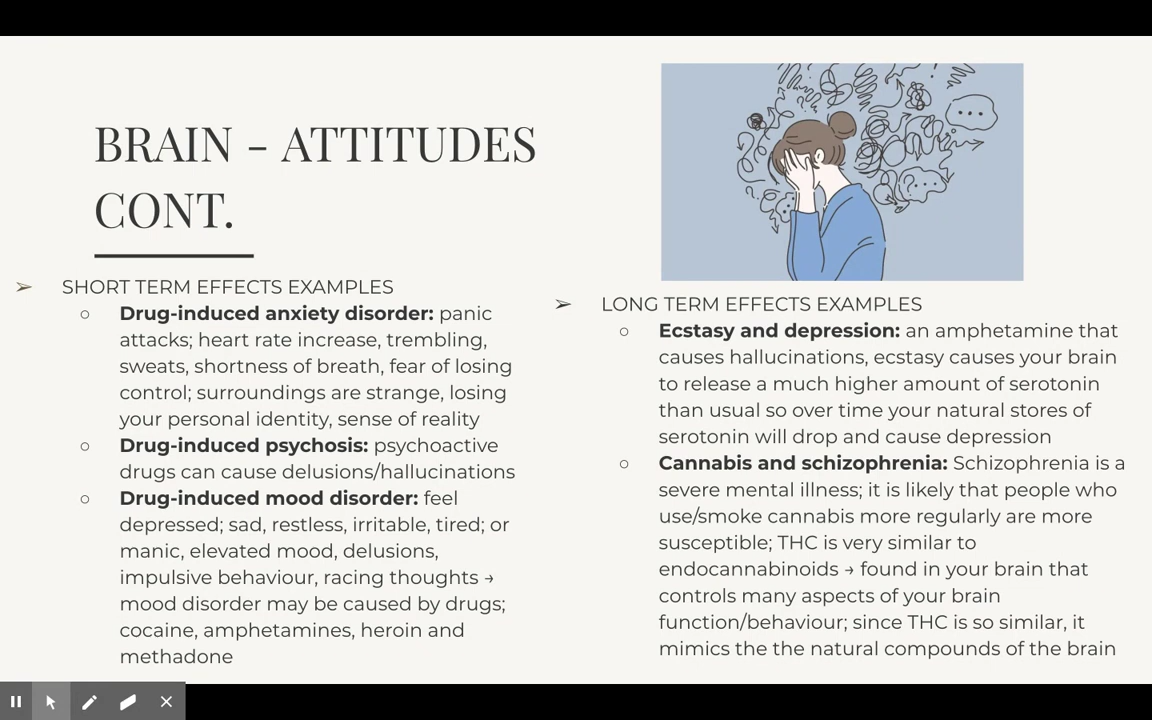 BRAIN - ATTITUDES
CONT.
➢ SHORT TERM EFFECTS EXAMPLES
○ Drug-induced anxiety disorder: panic
attacks; heart rate increase, trembling,
sweats, shortness of breath, fear of losing
control; surroundings are strange, losing
your personal identity, sense of reality
○ Drug-induced psychosis: psychoactive
drugs can cause delusions/hallucinations
○ Drug-induced mood disorder: feel
depressed; sad, restless, irritable, tired; or
manic, elevated mood, delusions,
impulsive behaviour, racing thoughts →
mood disorder may be caused by drugs;
cocaine, amphetamines, heroin and
methadone
➢ LONG TERM EFFECTS EXAMPLES
○ Ecstasy and depression: an amphetamine that
causes hallucinations, ecstasy causes your brain
to release a much higher amount of serotonin
than usual so over time your natural stores of
serotonin will drop and cause depression
○ Cannabis and schizophrenia: Schizophrenia is a
severe mental illness; it is likely that people who
use/smoke cannabis more regularly are more
susceptible; THC is very similar to
endocannabinoids → found in your brain that
controls many aspects of your brain
function/behaviour; since THC is so similar, it
mimics the the natural compounds of the brain